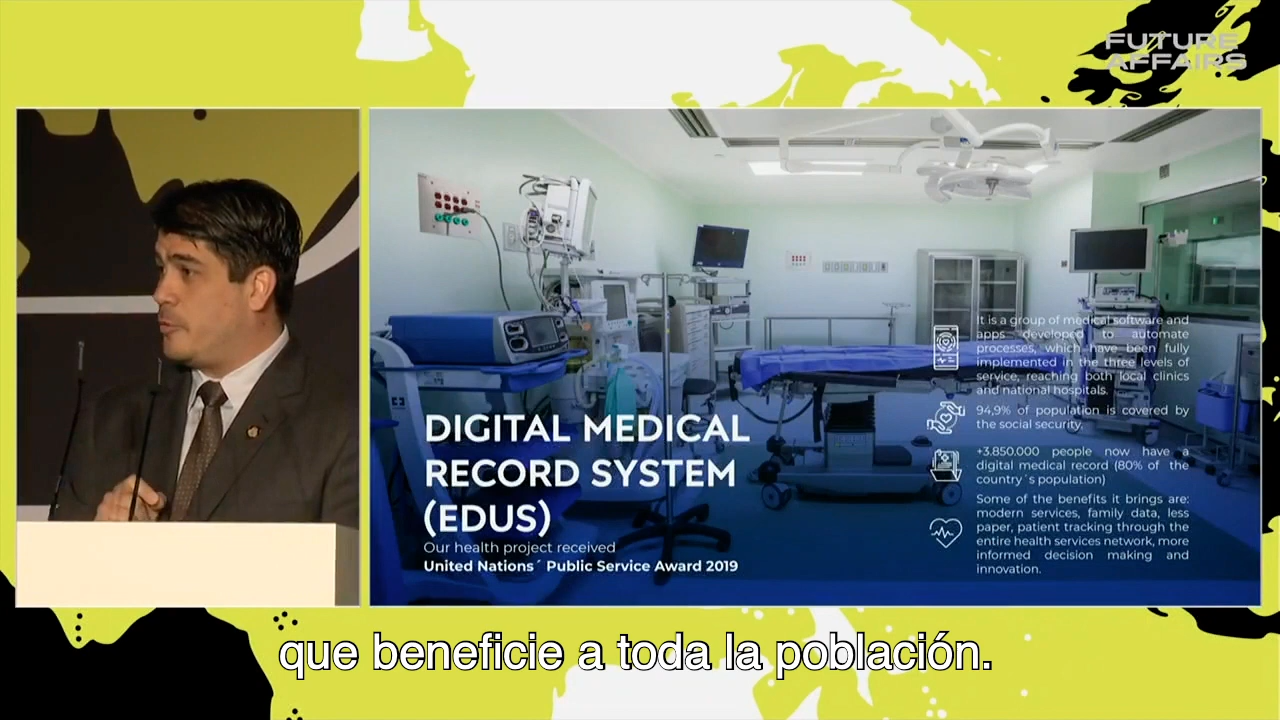 FUTURE
AFFAIRS
DIGITAL MEDICAL
RECORD SYSTEM
(EDUS)
Our health project received
United Nations´ Public Service Award 2019
It is a group of medical software and
apps developed to automate
processes, which have been fully
implemented in the three levels of
service, reaching both local clinics
and national hospitals.
94,9% of population is covered by
the social security,
+3.850.000 people now have a
digital medical record (80% of the
country´s population)
Some of the benefits it brings are:
modern services, family data, less
paper, patient tracking through the
entire health services network, more
informed decision making and
innovation.
que beneficie a toda la población.